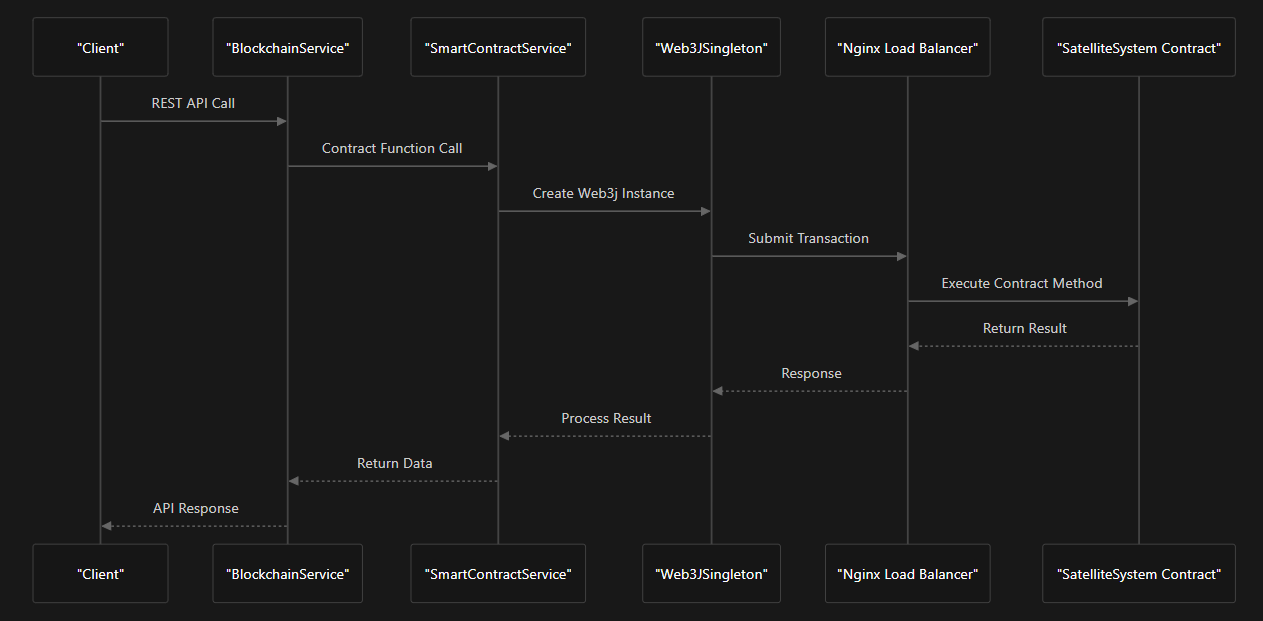 "Client"
"BlockchainService"
"SmartContractService"
"Web3JSingleton"
"Nginx Load Balancer"
"SatelliteSystem Contract"
REST API Call
Contract Function Call
Create Web3j Instance
Submit Transaction
Execute Contract Method
Return Result
Response
Process Result
Return Data
API Response
"Client"
"BlockchainService"
"SmartContractService"
"Web3JSingleton"
"Nginx Load Balancer"
"SatelliteSystem Contract"